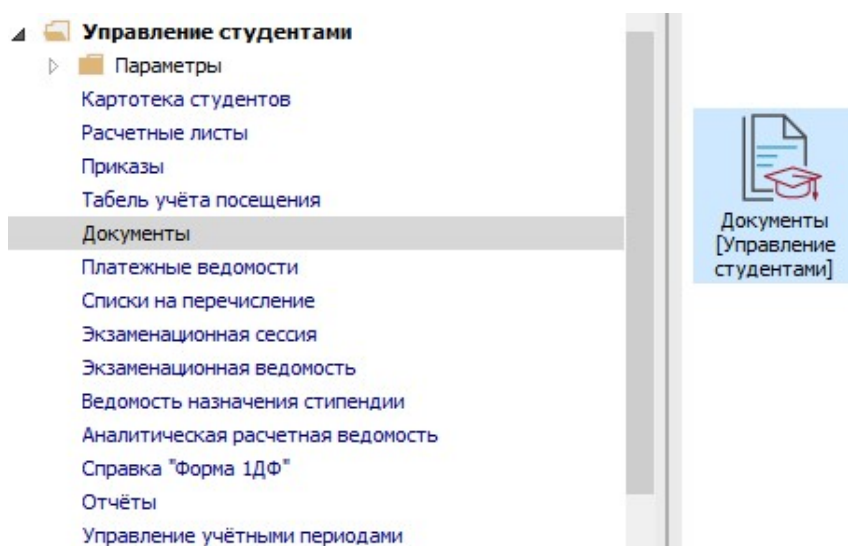 Управление студентами
Параметры
Картотека студентов
Расчетные листы
Приказы
Табель учёта посещения
Документы
Платежные ведомости
Списки на перечисление
Экзаменационная сессия
Экзаменационная ведомость
Ведомость назначения стипендии
Аналитическая расчетная ведомость
Справка "Форма 1ДФ"
Отчёты
Управление учётными периодами
Документы
[Управление
студентами]